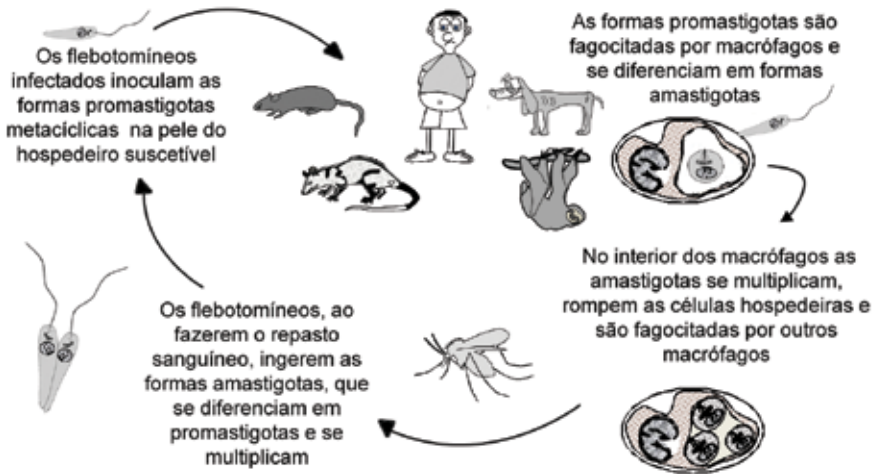 Os flebotomíneos
infectados inoculam as
formas promastigotas
metacíclicas na pele do
hospedeiro suscetível
As formas promastigotas são
fagocitadas por macrófagos e
se diferenciam em formas
amastigotas
No interior dos macrófagos as
amastigotas se multiplicam,
rompem as células hospedeiras e
são fagocitadas por outros
macrófagos
Os flebotomíneos, ao
fazerem o repasto
sanguíneo, ingerem as
formas amastigotas, que
se diferenciam em
promastigotas e se
multiplicam